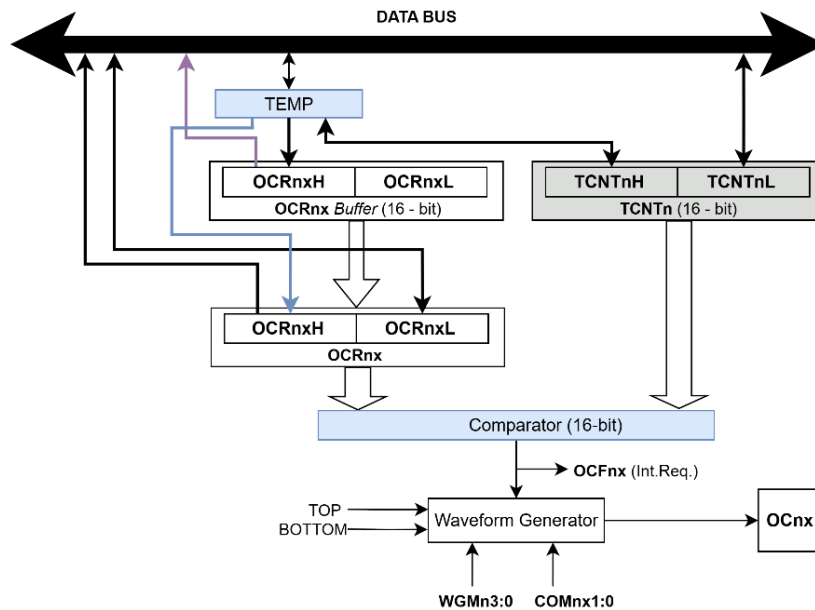 DATA BUS
TEMP
OCRnxH OCRnxL
OCRnx Buffer (16 - bit)
TCNTnH TCNTnL
TCNTn (16 - bit)
OCRnxH OCRnxL
OCRnx
Comparator (16-bit)
OCFnx (Int.Req.)
TOP
BOTTOM
Waveform Generator
OCnx
WGMn3:0 COMnx1:0